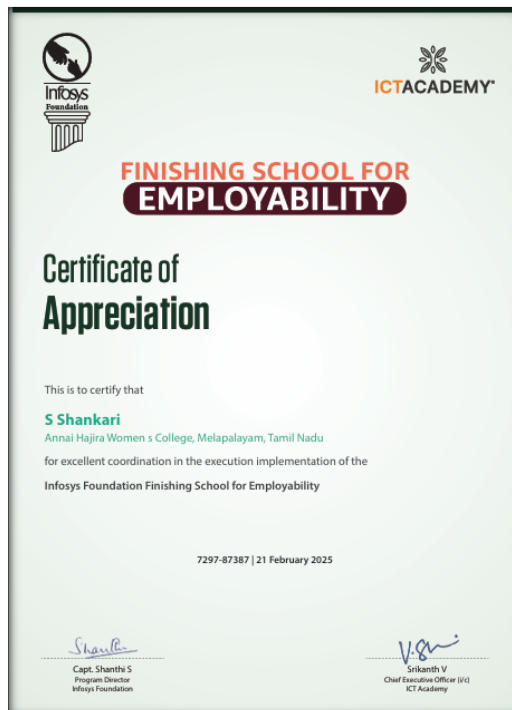 Infosys
Foundation
ICTACADEMY
FINISHING SCHOOL FOR
EMPLOYABILITY
Certificate of
Appreciation
This is to certify that
S Shankari
Annai Hajira Women s College, Melapalayam, Tamil Nadu
for excellent coordination in the execution implementation of the
Infosys Foundation Finishing School for Employability
7297-87387 | 21 February 2025
Shanthi
V. Sri
Capt. Shanthi S
Program Director
Infosys Foundation
Srikanth V
Chief Executive Officer (i/c)
ICT Academy